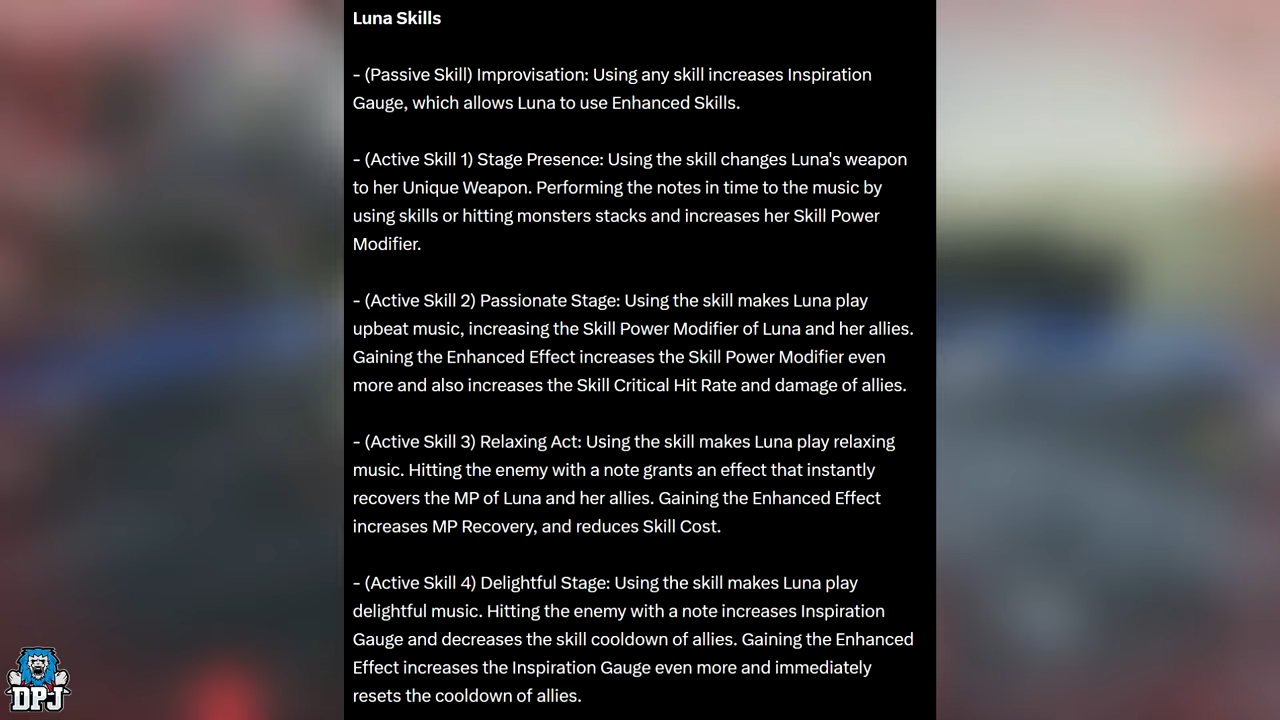 Luna Skills
- (Passive Skill) Improvisation: Using any skill increases Inspiration
Gauge, which allows Luna to use Enhanced Skills.
- (Active Skill 1) Stage Presence: Using the skill changes Luna's weapon
to her Unique Weapon. Performing the notes in time to the music by
using skills or hitting monsters stacks and increases her Skill Power
Modifier.
- (Active Skill 2) Passionate Stage: Using the skill makes Luna play
upbeat music, increasing the Skill Power Modifier of Luna and her allies.
Gaining the Enhanced Effect increases the Skill Power Modifier even
more and also increases the Skill Critical Hit Rate and damage of allies.
- (Active Skill 3) Relaxing Act: Using the skill makes Luna play relaxing
music. Hitting the enemy with a note grants an effect that instantly
recovers the MP of Luna and her allies. Gaining the Enhanced Effect
increases MP Recovery, and reduces Skill Cost.
- (Active Skill 4) Delightful Stage: Using the skill makes Luna play
delightful music. Hitting the enemy with a note increases Inspiration
Gauge and decreases the skill cooldown of allies. Gaining the Enhanced
Effect increases the Inspiration Gauge even more and immediately
resets the cooldown of allies.
DPJ